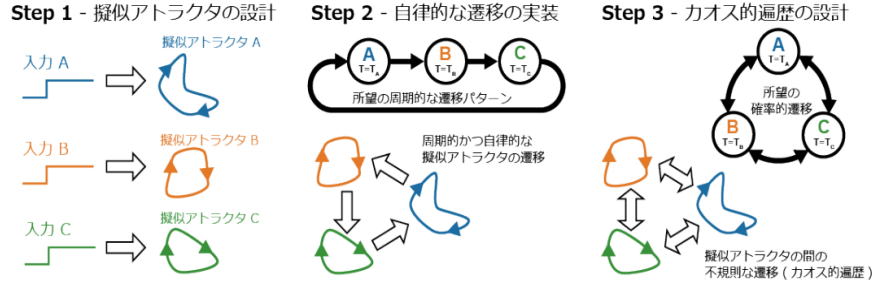 Step 1 - 擬似アトラクタの設計
入力 A
擬似アトラクタ A
入力 B
擬似アトラクタ B
入力 C
擬似アトラクタ C
Step 2 - 自律的な遷移の実装
A
T=TA
B
T=TB
C
T=TC
所望の周期的な遷移パターン
周期的かつ自律的な
擬似アトラクタの遷移
Step 3 - カオス的遍歴の設計
A
T=TA
所望の
確率的遷移
B
T=TB
C
T=TC
擬似アトラクタの間の
不規則な遷移 ( カオス的遍歴 )